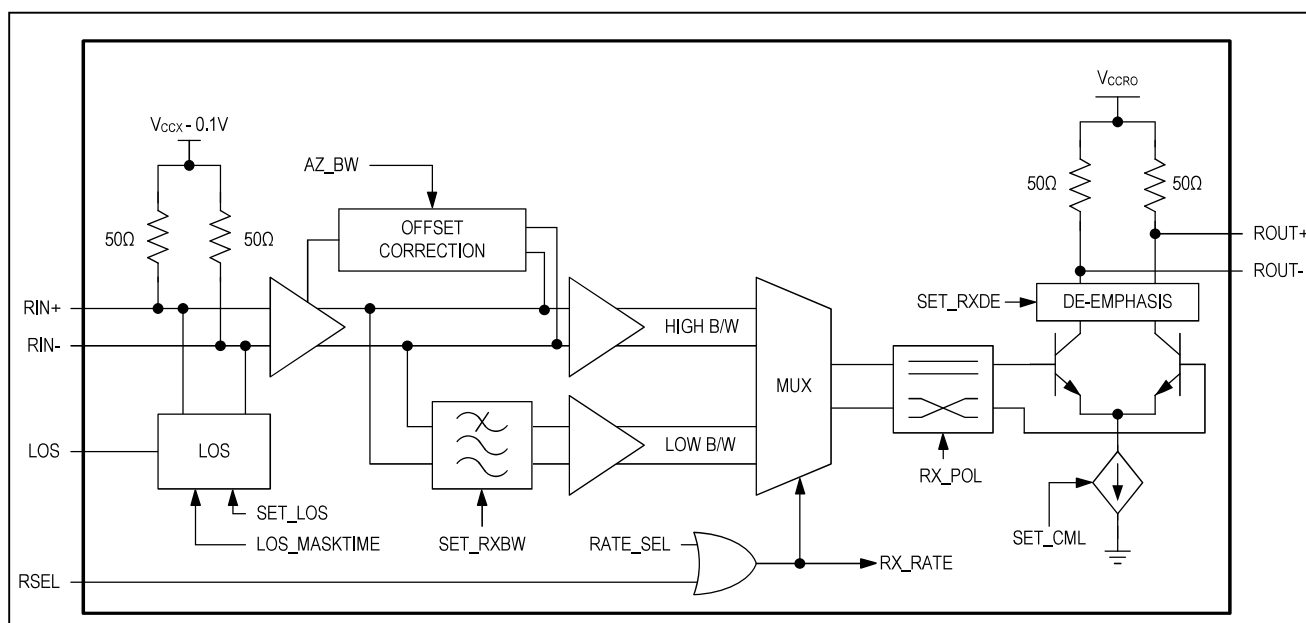 VCCRO
VCCX - 0.1V
AZ_BW
50Ω
50Ω
50Ω
50Ω
OFFSET
CORRECTION
ROUT+
ROUT-
RIN+
SET_RXDE
DE-EMPHASIS
HIGH B/W
RIN-
MUX
LOS
LOS
LOW B/W
RX_POL
SET_LOS
LOS_MASKTIME
SET_RXBW
RATE_SEL
SET_CML
RX_RATE
RSEL